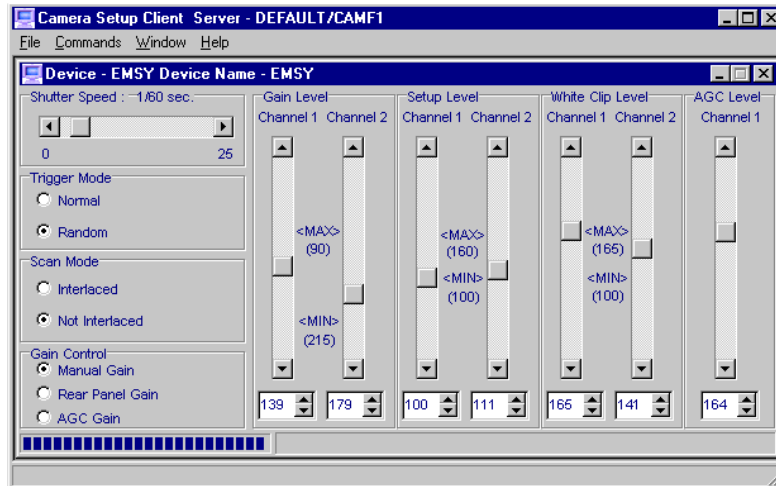 Camera Setup Client Server - DEFAULT/CAMF1
File Commands Window Help
Device - EMSY Device Name - EMSY
Shutter Speed : 1/60 sec.
0 25
Trigger Mode
Normal
Random
Scan Mode
Interlaced
Not Interlaced
Gain Control
Manual Gain
Rear Panel Gain
AGC Gain
Gain Level
Channel 1 Channel 2
<MAX>
(90)
<MIN>
(215)
139 179
Setup Level
Channel 1 Channel 2
<MAX>
(160)
<MIN>
(100)
100 111
White Clip Level
Channel 1 Channel 2
<MAX>
(165)
<MIN>
(100)
165 141
AGC Level
Channel 1
164